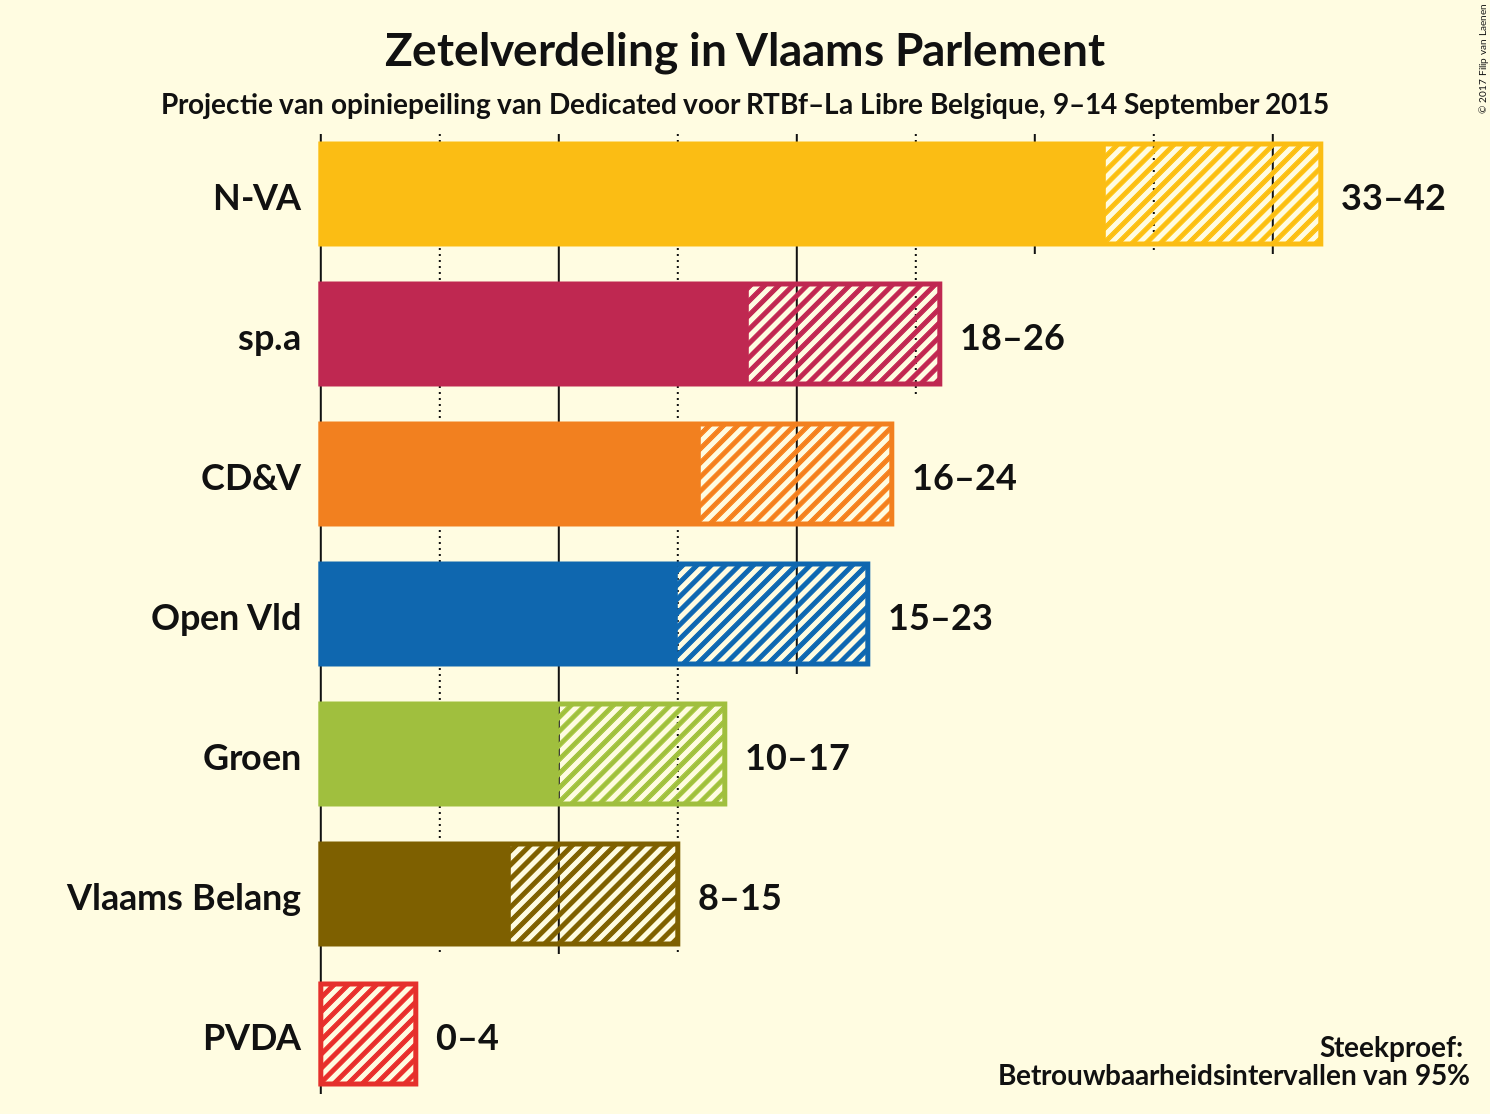 Zetelverdeling in Vlaams Parlement
Projectie van opiniepeiling van Dedicated voor RTBf–La Libre Belgique, 9–14 September 2015
© 2017 Filip van Laenen
N-VA
33–42
sp.a
18–26
CD&V
16–24
Open Vld
15–23
Groen
10–17
Vlaams Belang
8–15
PVDA
0–4
Steekproef:
Betrouwbaarheidsintervallen van 95%